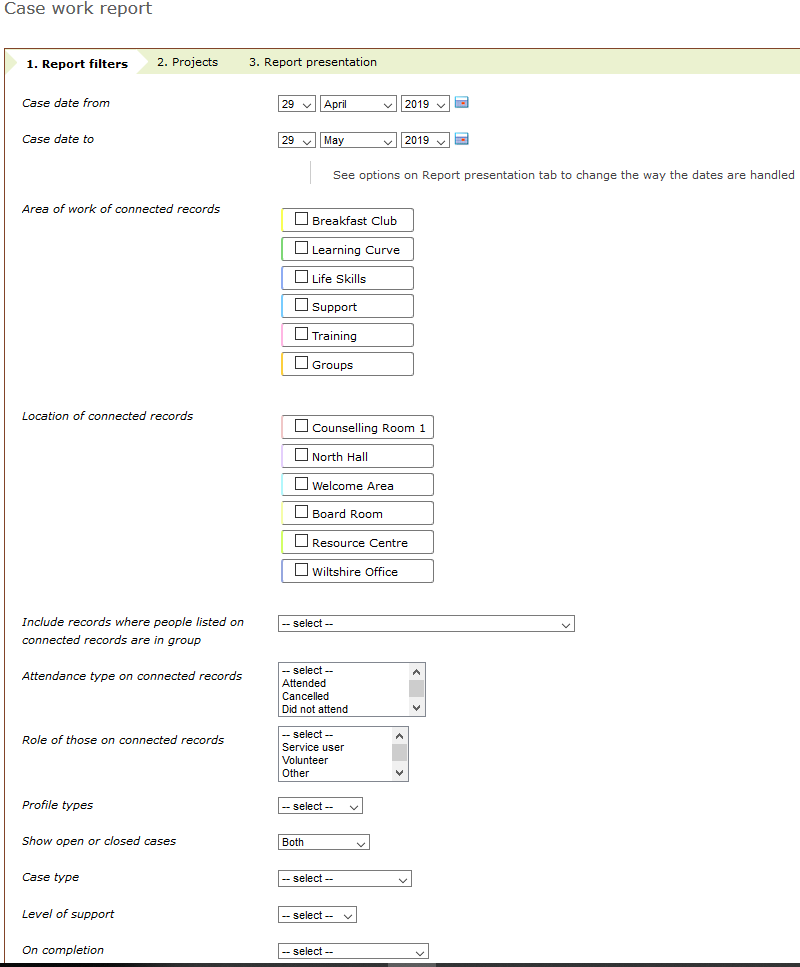 Case work report
1. Report filters 2. Projects 3. Report presentation
Case date from 29 April 2019
Case date to 29 May 2019
See options on Report presentation tab to change the way the dates are handled
Area of work of connected records
Breakfast Club
Learning Curve
Life Skills
Support
Training
Groups
Location of connected records
Counselling Room 1
North Hall
Welcome Area
Board Room
Resource Centre
Wiltshire Office
Include records where people listed on -- select --
connected records are in group
Attendance type on connected records
-- select --
Attended
Cancelled
Did not attend
Role of those on connected records
-- select --
Service user
Volunteer
Other
Profile types -- select --
Show open or closed cases Both
Case type -- select --
Level of support -- select --
On completion -- select --